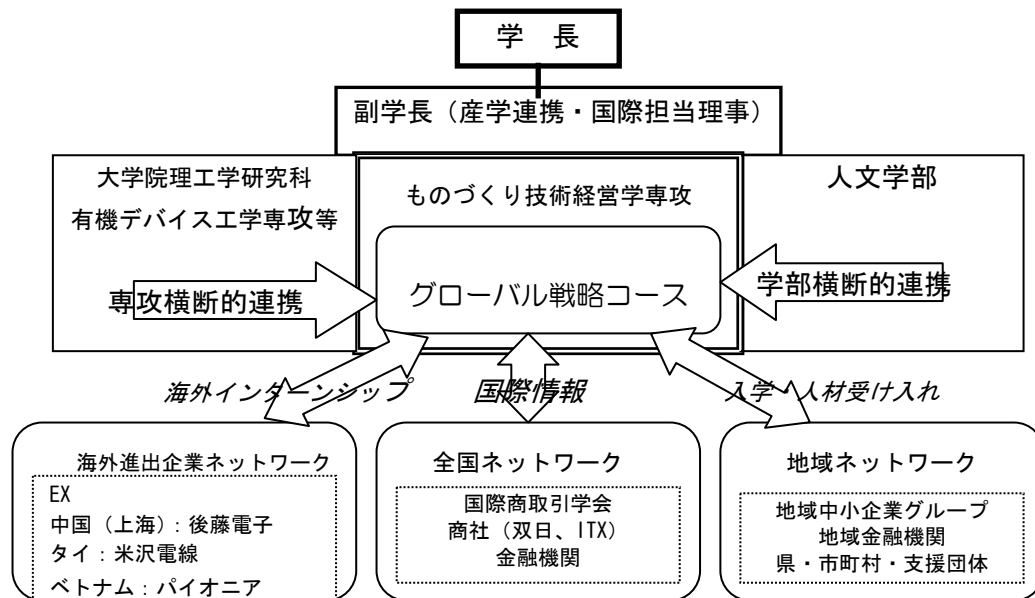 学　長
副学長（産学連携・国際担当理事）
大学院理工学研究科
有機デバイス工学専攻等
ものづくり技術経営学専攻
人文学部
専攻横断的連携
グローバル戦略コース
学部横断的連携
海外インターンシップ
国際情報
入学・人材受け入れ
海外進出企業ネットワーク
EX
中国（上海）：後藤電子
タイ：米沢電線
ベトナム：パイオニア
全国ネットワーク
国際商取引学会
商社（双日、ITX）
金融機関
地域ネットワーク
地域中小企業グループ
地域金融機関
県・市町村・支援団体